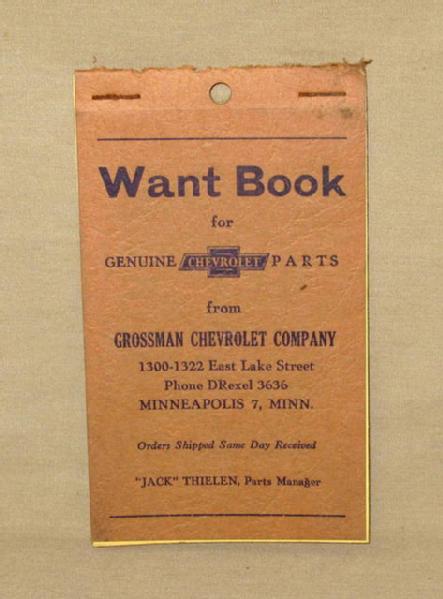 Want Book
for
GENUINE CHEVROLET PARTS
from
GROSSMAN CHEVROLET COMPANY
1300-1322 East Lake Street
Phone DRexel 3636
MINNEAPOLIS 7, MINN.
Orders Shipped Same Day Received
"JACK" THIELEN, Parts Manager